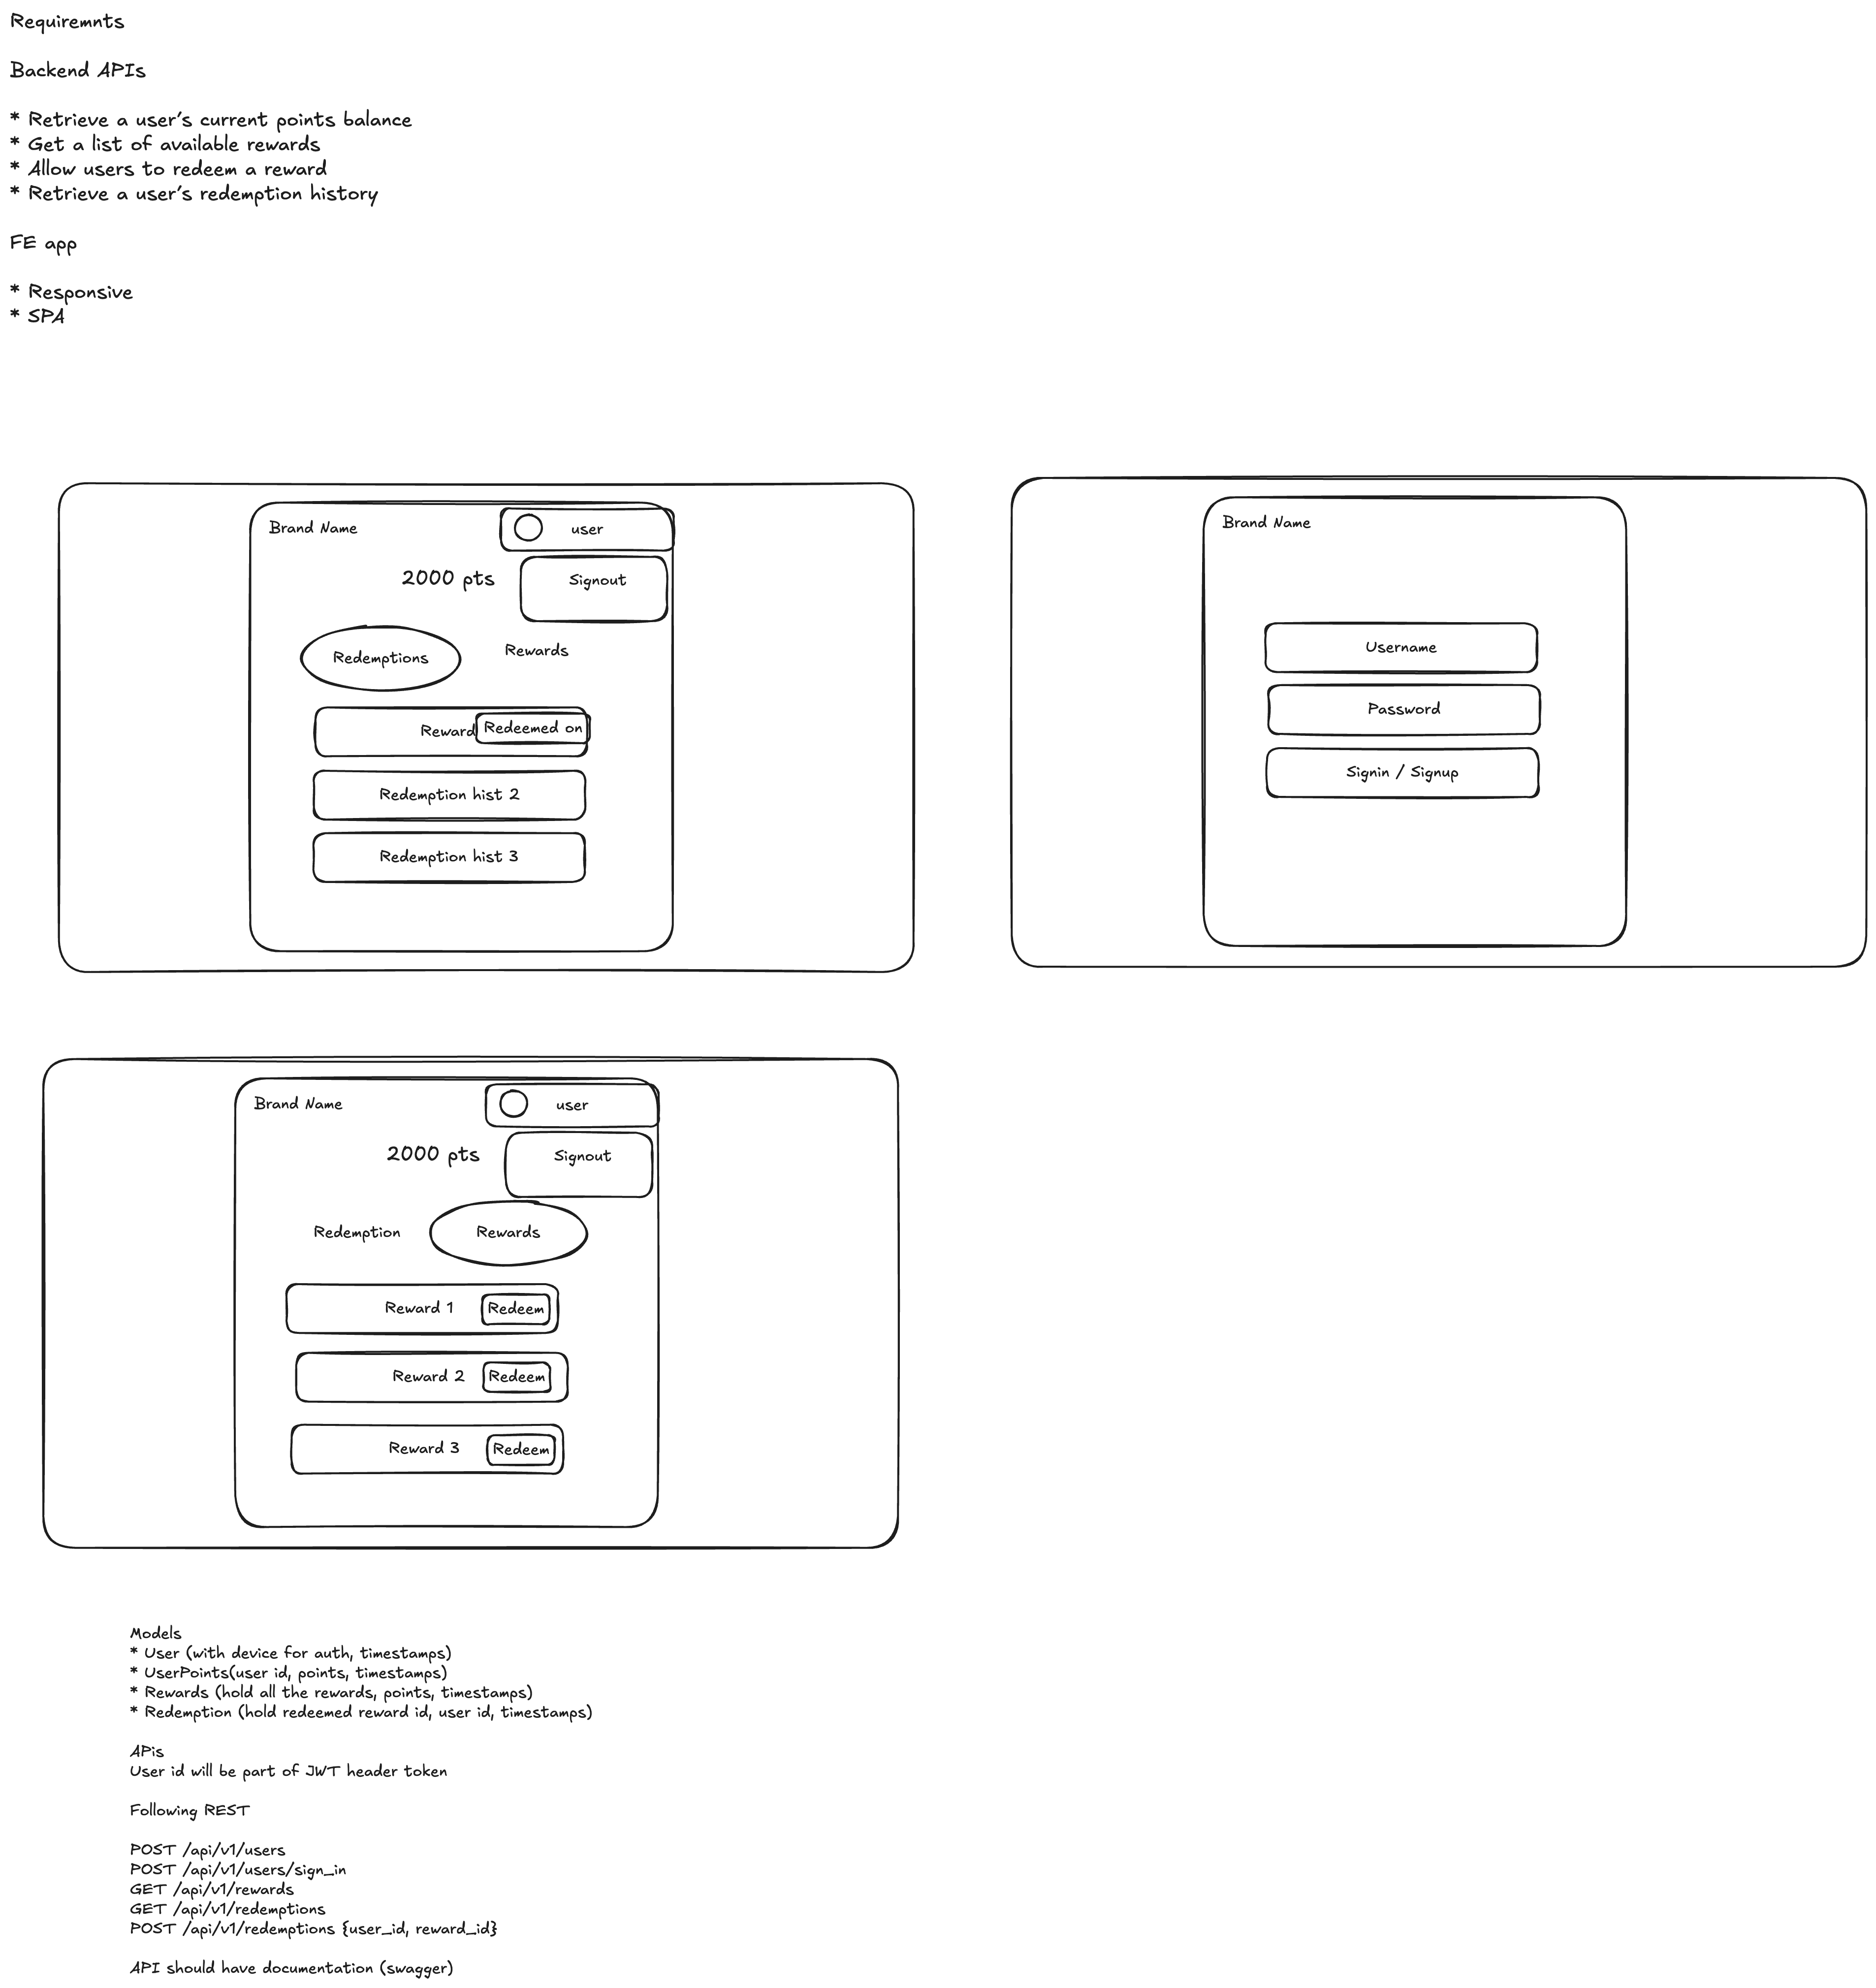 Requiremnts
Backend APIs
* Retrieve a user's current points balance
* Get a list of available rewards
* Allow users to redeem a reward
* Retrieve a user's redemption history
FE app
* Responsive
* SPA
Brand Name
user
2000 pts
Signout
Redemptions
Rewards
Reward
Redeemed on
Redemption hist 2
Redemption hist 3
Brand Name
Username
Password
Signin / Signup
Brand Name
user
2000 pts
Signout
Redemption
Rewards
Reward 1
Redeem
Reward 2
Redeem
Reward 3
Redeem
Models
* User (with device for auth, timestamps)
* UserPoints(user id, points, timestamps)
* Rewards (hold all the rewards, points, timestamps)
* Redemption (hold redeemed reward id, user id, timestamps)
APis
User id will be part of JWT header token
Following REST
POST /api/v1/users
POST /api/v1/users/sign_in
GET /api/v1/rewards
GET /api/v1/redemptions
POST /api/v1/redemptions {user_id, reward_id}
API should have documentation (swagger)